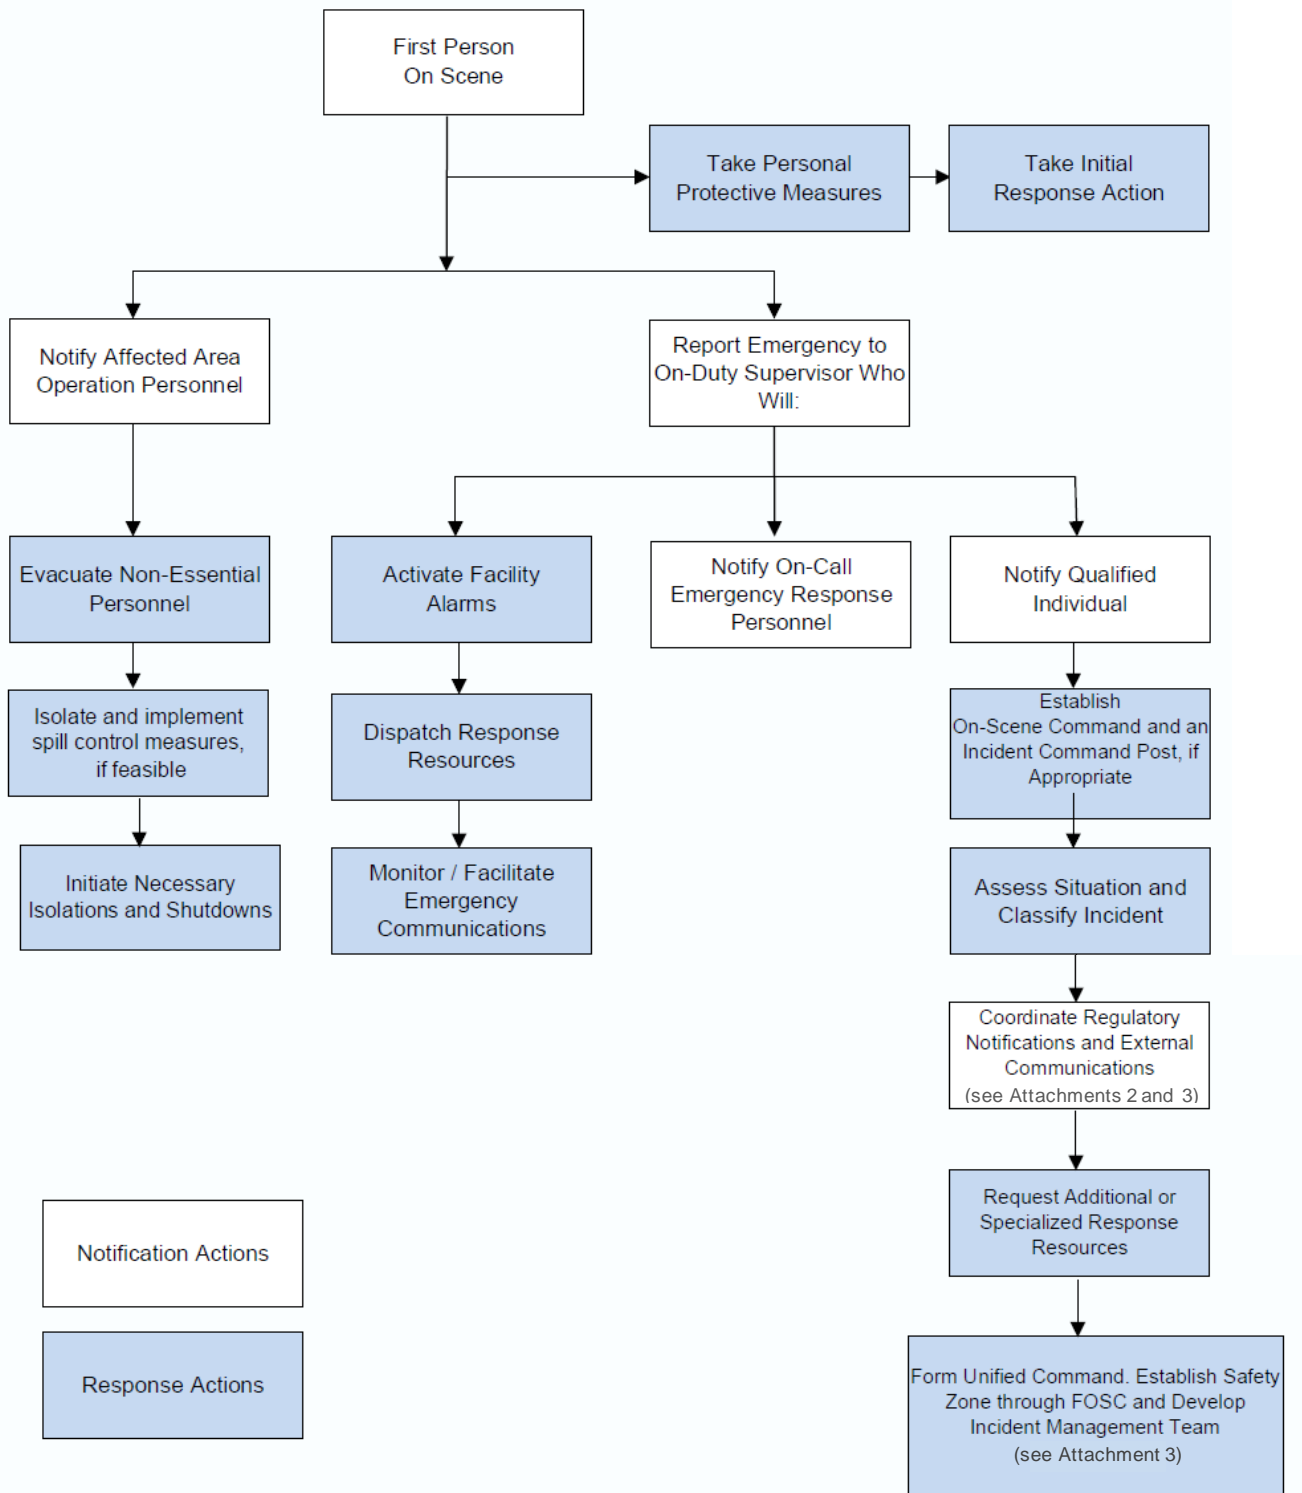 First Person
On Scene
Take Personal
Protective Measures
Take Initial
Response Action
Notify Affected Area
Operation Personnel
Report Emergency to
On-Duty Supervisor Who
Will:
Evacuate Non-Essential
Personnel
Activate Facility
Alarms
Notify On-Call
Emergency Response
Personnel
Notify Qualified
Individual
Isolate and implement
spill control measures,
if feasible
Dispatch Response
Resources
Establish
On-Scene Command and an
Incident Command Post, if
Appropriate
Initiate Necessary
Isolations and Shutdowns
Monitor / Facilitate
Emergency
Communications
Assess Situation and
Classify Incident
Coordinate Regulatory
Notifications and External
Communications
(see Attachments 2 and 3)
Request Additional or
Specialized Response
Resources
Notification Actions
Response Actions
Form Unified Command. Establish Safety
Zone through FOSC and Develop
Incident Management Team
(see Attachment 3)